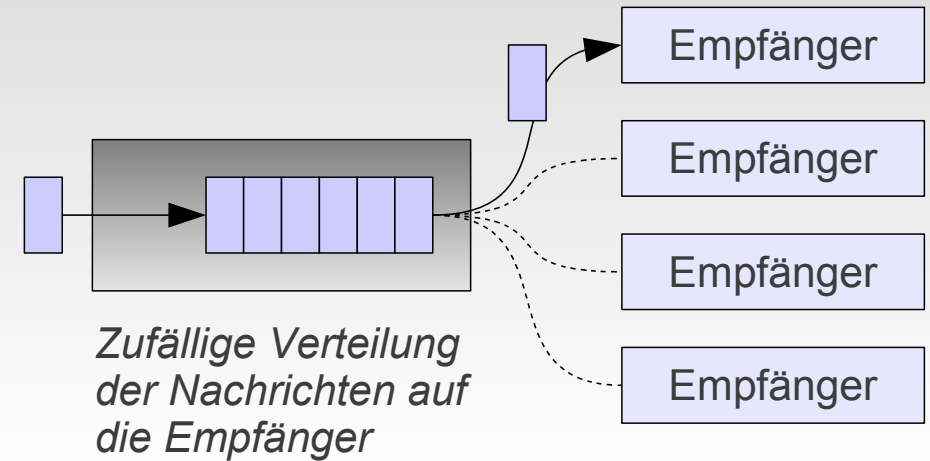 Empfänger
Empfänger
Empfänger
Empfänger
Zufällige Verteilung
der Nachrichten auf
die Empfänger